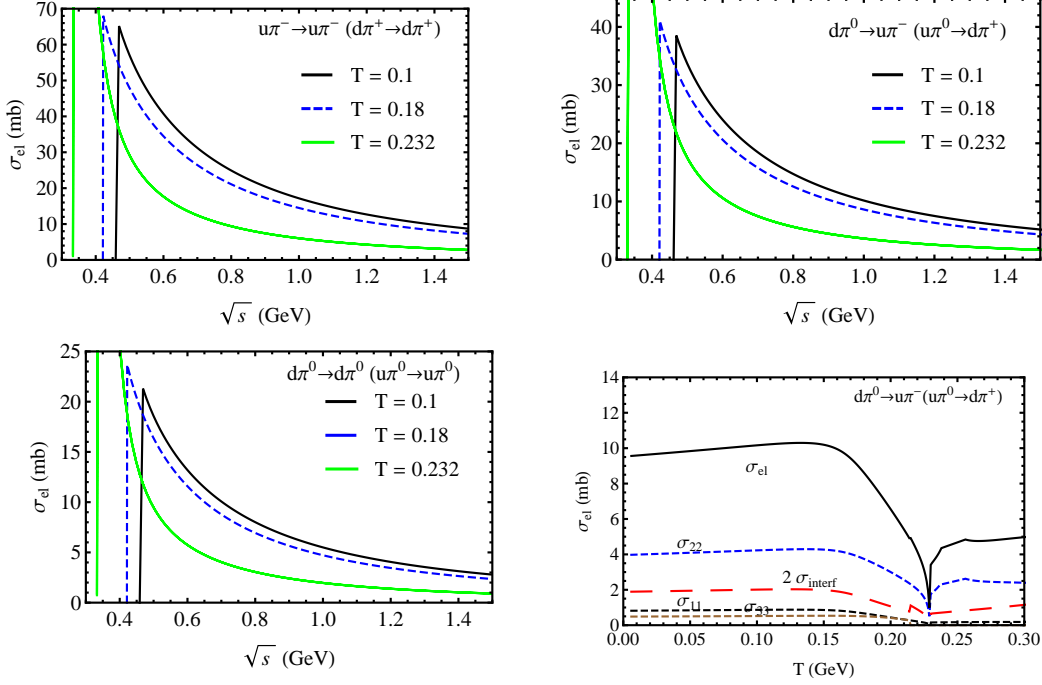 uπ⁻→uπ⁻ (dπ⁺→dπ⁺)
T = 0.1
T = 0.18
T = 0.232
σel (mb)
70
60
50
40
30
20
10
0
0.4 0.6 0.8 1.0 1.2 1.4
√s (GeV)
dπ⁰→uπ⁻ (uπ⁰→dπ⁺)
T = 0.1
T = 0.18
T = 0.232
σel (mb)
40
30
20
10
0
0.4 0.6 0.8 1.0 1.2 1.4
√s (GeV)
dπ⁰→dπ⁰ (uπ⁰→uπ⁰)
T = 0.1
T = 0.18
T = 0.232
σel (mb)
25
20
15
10
5
0
0.4 0.6 0.8 1.0 1.2 1.4
√s (GeV)
dπ⁰→uπ⁻(uπ⁰→dπ⁺)
σel
σ22
2 σinterf
σ11
σ33
σel (mb)
14
12
10
8
6
4
2
0
0.00 0.05 0.10 0.15 0.20 0.25 0.30
T (GeV)